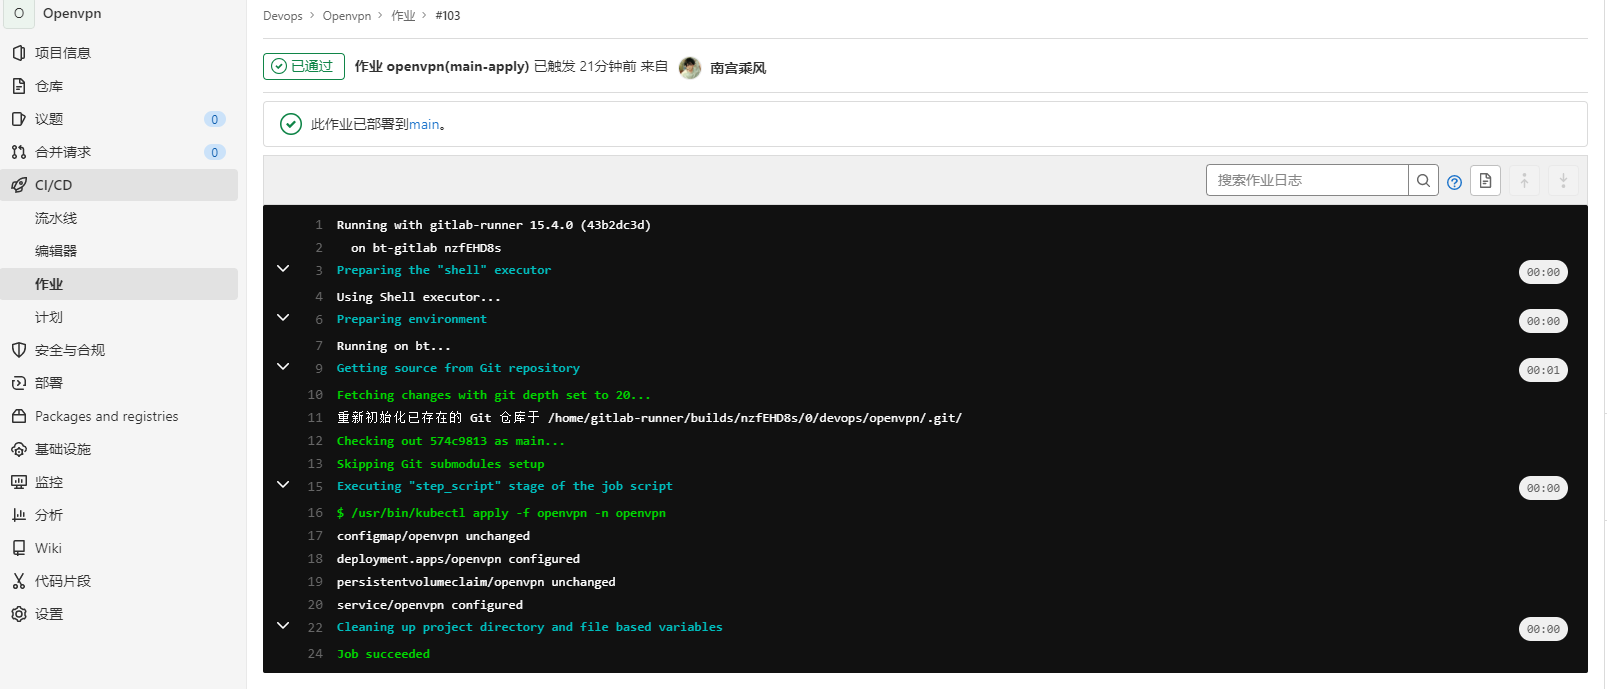 O Openvpn
项目信息
仓库
议题 0
合并请求 0
CI/CD
流水线
编辑器
作业
计划
安全与合规
部署
Packages and registries
基础设施
监控
分析
Wiki
代码片段
设置
Devops > Openvpn > 作业 > #103
已通过 作业 openvpn(main-apply) 已触发 21分钟前 来自 南宫乘风
此作业已部署到main。
搜索作业日志
1 Running with gitlab-runner 15.4.0 (43b2dc3d)
2 on bt-gitlab nzfEHD8s
3 Preparing the "shell" executor 00:00
4 Using Shell executor...
6 Preparing environment 00:00
7 Running on bt...
9 Getting source from Git repository 00:01
10 Fetching changes with git depth set to 20...
11 重新初始化已存在的 Git 仓库于 /home/gitlab-runner/builds/nzfEHD8s/0/devops/openvpn/.git/
12 Checking out 574c9813 as main...
13 Skipping Git submodules setup
15 Executing "step_script" stage of the job script 00:00
16 $ /usr/bin/kubectl apply -f openvpn -n openvpn
17 configmap/openvpn unchanged
18 deployment.apps/openvpn configured
19 persistentvolumeclaim/openvpn unchanged
20 service/openvpn configured
22 Cleaning up project directory and file based variables 00:00
24 Job succeeded